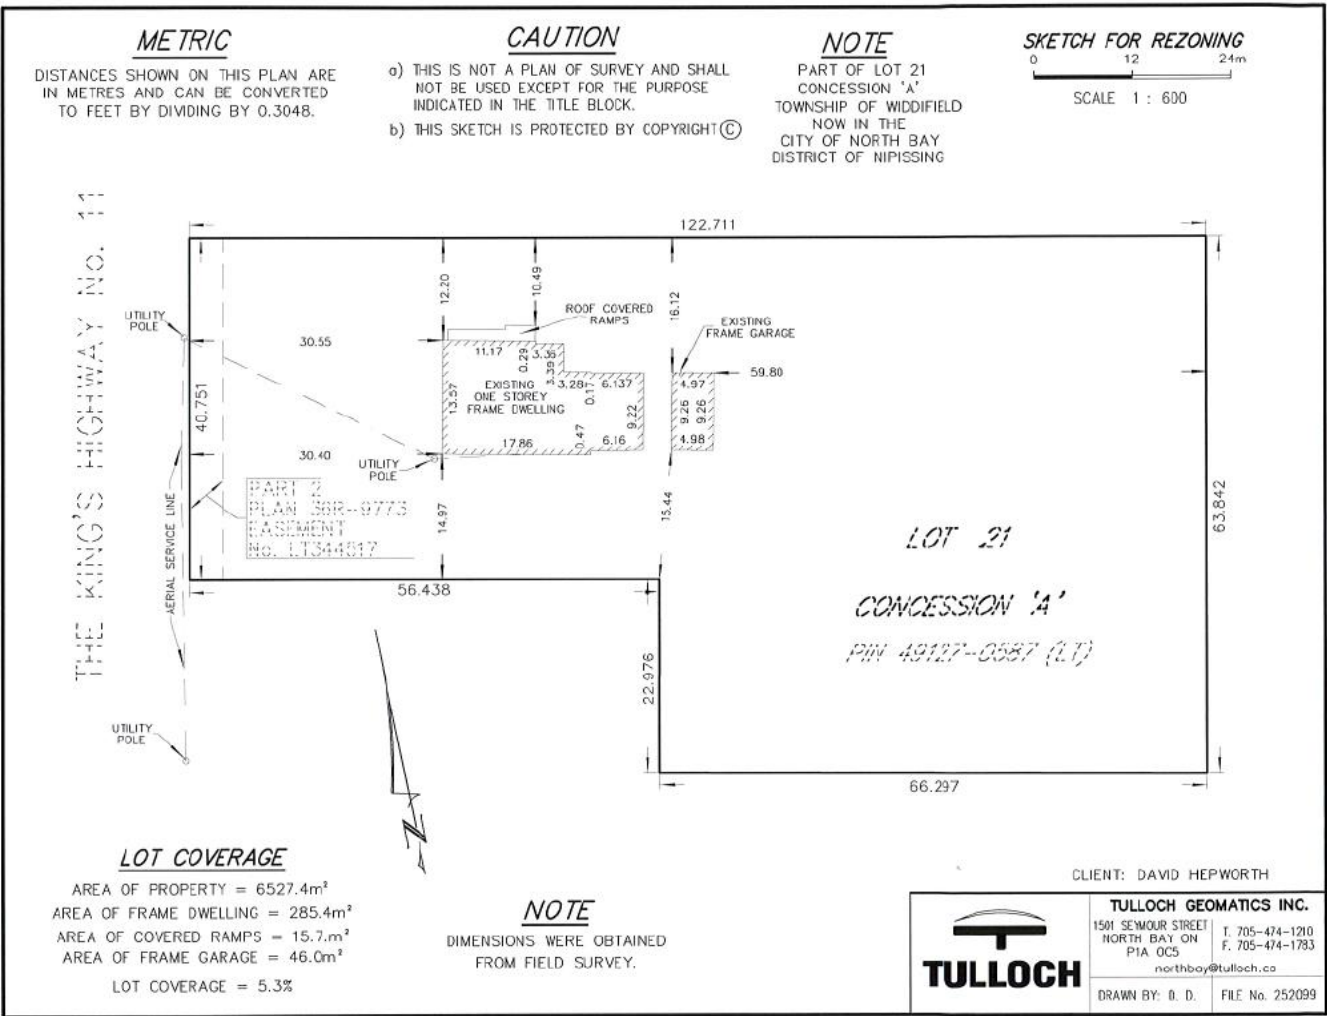 METRIC
DISTANCES SHOWN ON THIS PLAN ARE
IN METRES AND CAN BE CONVERTED
TO FEET BY DIVIDING BY 0.3048.
CAUTION
a) THIS IS NOT A PLAN OF SURVEY AND SHALL
NOT BE USED EXCEPT FOR THE PURPOSE
INDICATED IN THE TITLE BLOCK.
b) THIS SKETCH IS PROTECTED BY COPYRIGHT ©
NOTE
PART OF LOT 21
CONCESSION 'A'
TOWNSHIP OF WIDDIFIELD
NOW IN THE
CITY OF NORTH BAY
DISTRICT OF NIPISSING
SKETCH FOR REZONING
0 12 24m
SCALE 1 : 600
THE KING'S HIGHWAY NO. 11
122.711
UTILITY
POLE
30.55
12.20
10.49
ROOF COVERED
RAMPS
16.12
EXISTING
FRAME GARAGE
59.80
40.751
11.17
0.29
3.36
3.39
3.28
0.17
6.137
EXISTING
ONE STOREY
FRAME DWELLING
13.57
9.22
17.86
0.47
6.16
4.97
9.26
9.26
4.98
30.40
UTILITY
POLE
AERIAL SERVICE LINE
PART 2
PLAN 36R-9773
EASEMENT
No. LT344617
14.97
15.44
63.842
LOT 21
CONCESSION 'A'
PIN 49127-0587 (LT)
56.438
22.976
66.297
UTILITY
POLE
N
LOT COVERAGE
AREA OF PROPERTY = 6527.4m²
AREA OF FRAME DWELLING = 285.4m²
AREA OF COVERED RAMPS = 15.7.m²
AREA OF FRAME GARAGE = 46.0m²
LOT COVERAGE = 5.3%
NOTE
DIMENSIONS WERE OBTAINED
FROM FIELD SURVEY.
CLIENT: DAVID HEPWORTH
TULLOCH
TULLOCH GEOMATICS INC.
1501 SEYMOUR STREET
NORTH BAY ON
P1A 0C5
T. 705-474-1210
F. 705-474-1783
northbay@tulloch.ca
DRAWN BY: D. D.
FILE No. 252099